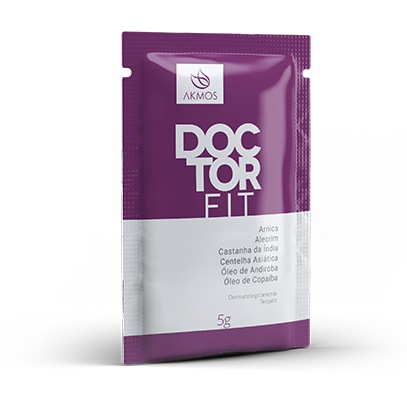 AKMOS
DOC
TOR
FIT
Arnica
Alecrim
Castanha da Índia
Centelha Asiática
Óleo de Andiroba
Óleo de Copaíba
Dermatologicamente
Testado
5g